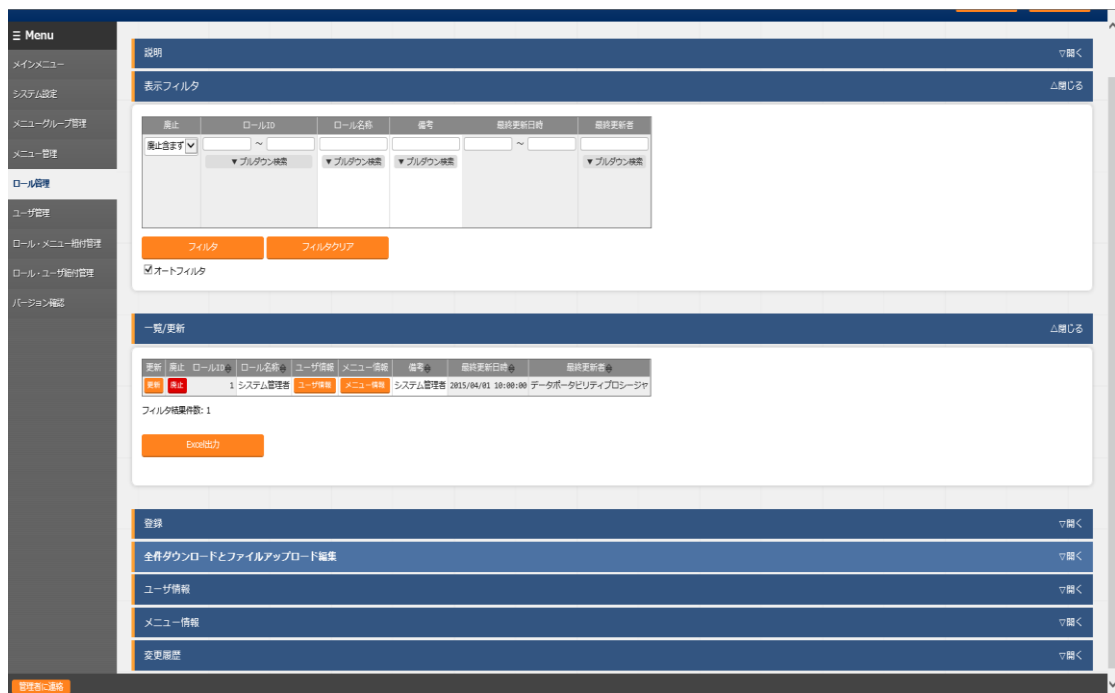 Ξ Menu
メインメニュー
システム設定
メニューグループ管理
メニュー管理
ロール管理
ユーザ管理
ロール・メニュー紐付管理
ロール・ユーザ紐付管理
バージョン確認
説明 ▽開く
表示フィルタ △閉じる
廃止 ロールID ロール名称 備考 最終更新日時 最終更新者
廃止含まず ～ ～
▼プルダウン検索 ▼プルダウン検索 ▼プルダウン検索 ▼プルダウン検索
フィルタ フィルタクリア
オートフィルタ
一覧/更新 △閉じる
更新 廃止 ロールID ロール名称 ユーザ情報 メニュー情報 備考 最終更新日時 最終更新者
更新 廃止 1 システム管理者 ユーザ情報 メニュー情報 システム管理者 2015/04/01 10:00:00 データポータビリティプロシージャ
フィルタ結果件数: 1
Excel出力
登録 ▽開く
全件ダウンロードとファイルアップロード編集 ▽開く
ユーザ情報 ▽開く
メニュー情報 ▽開く
変更履歴 ▽開く
管理者に連絡